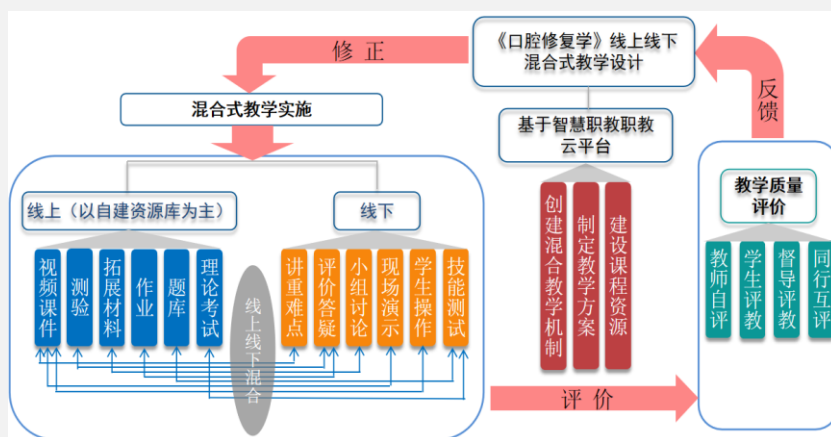 修正
《口腔修复学》线上线下
混合式教学设计
反馈
混合式教学实施
基于智慧职教职教
云平台
教学质量
评价
线上（以自建资源库为主）
线下
视频课件
测验
拓展材料
作业
题库
理论考试
线上线下混合
讲重难点
评价答疑
小组讨论
现场演示
学生操作
技能测试
创建混合教学机制
制定教学方案
建设课程资源
教师自评
学生评教
督导评教
同行互评
评价